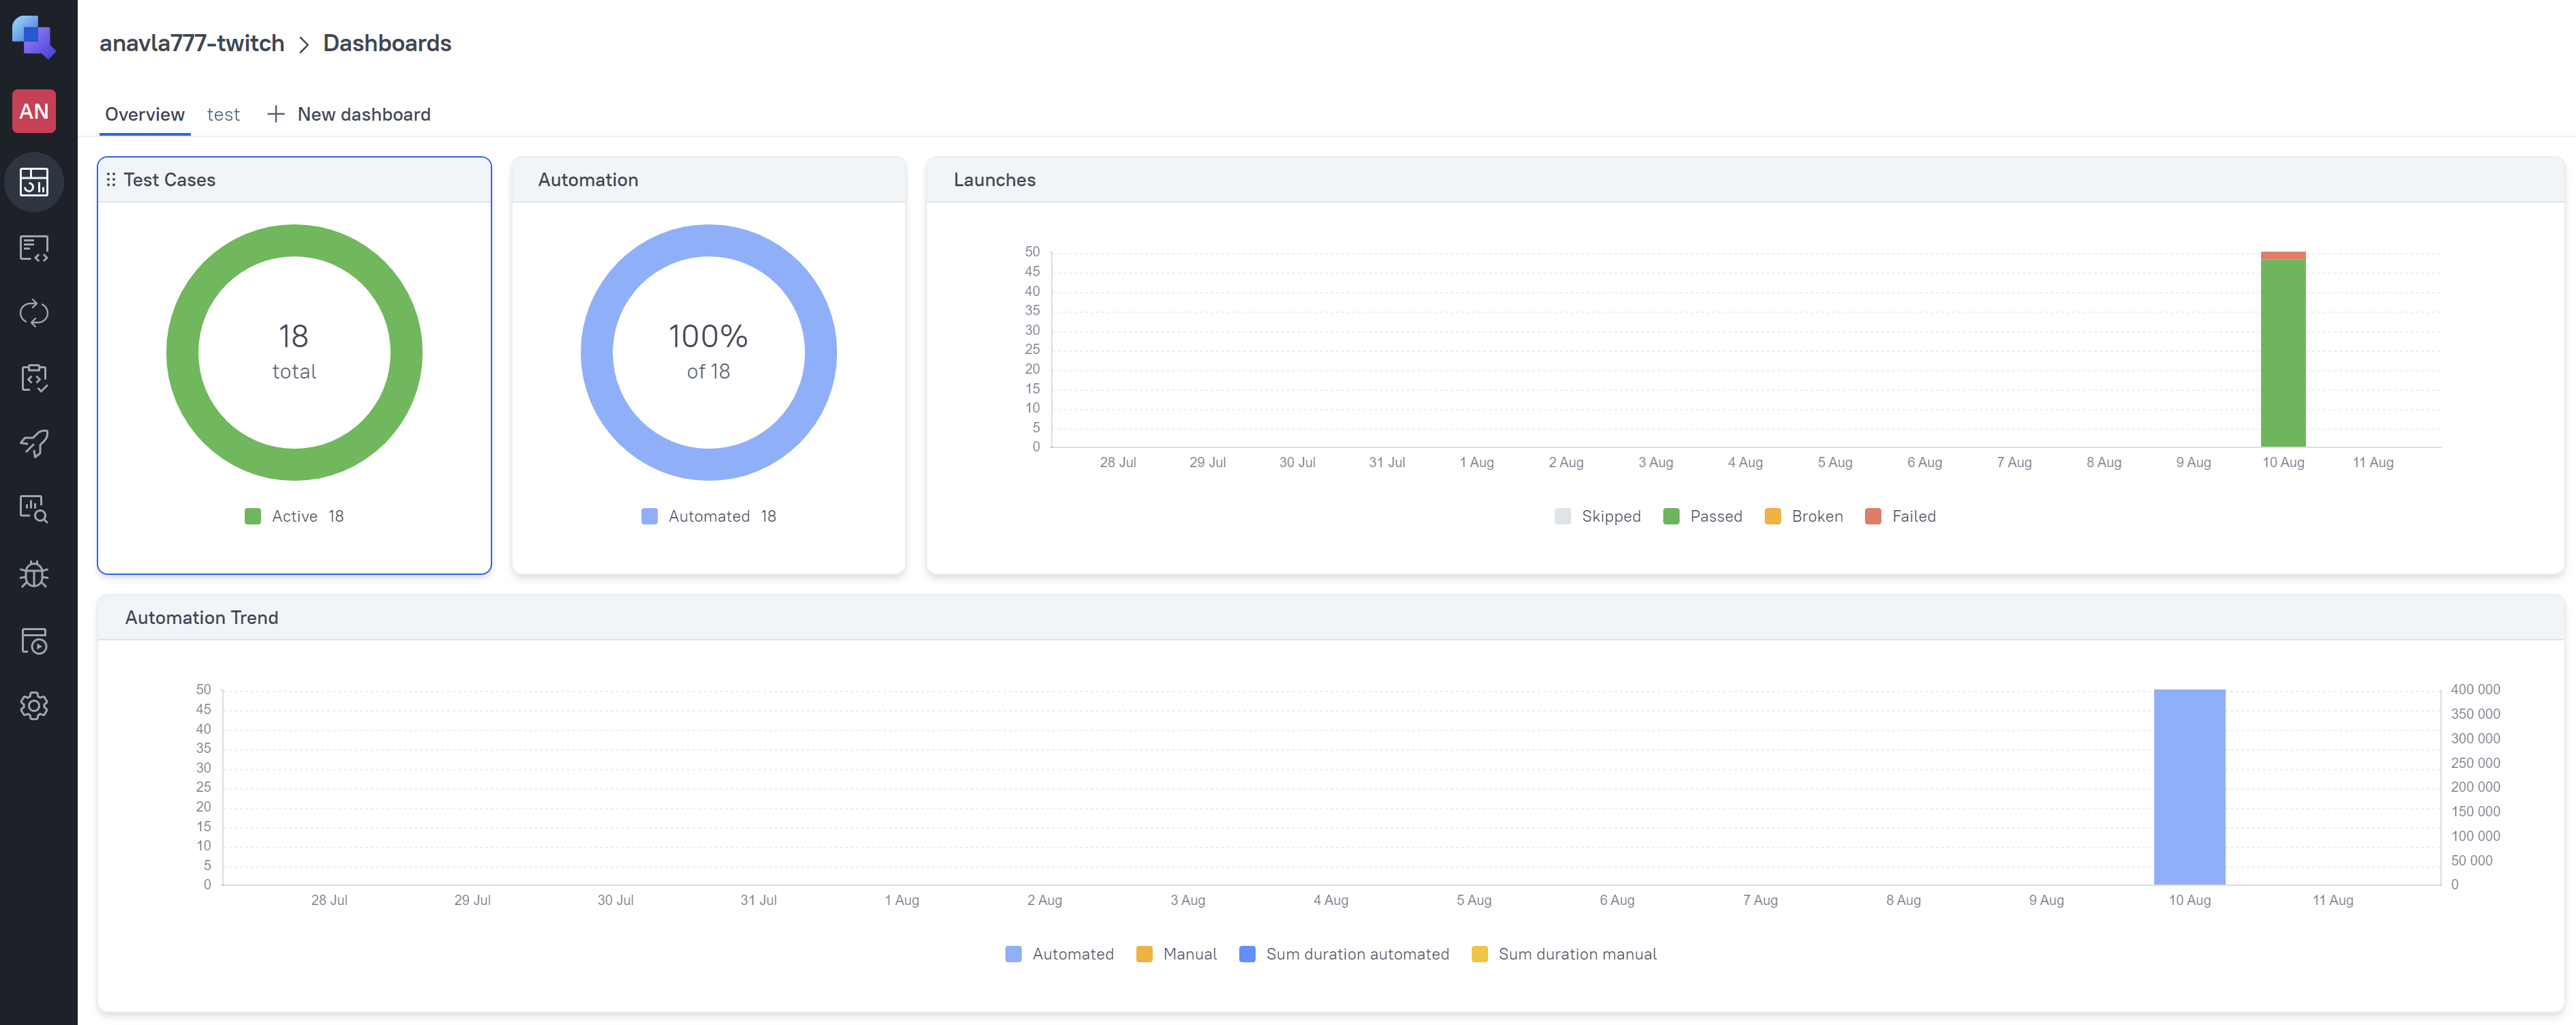 anavla777-twitch > Dashboards
AN
Overview test + New dashboard
Test Cases
18
total
Active 18
Automation
100%
of 18
Automated 18
Launches
50
45
40
35
30
25
20
15
10
5
0
28 Jul 29 Jul 30 Jul 31 Jul 1 Aug 2 Aug 3 Aug 4 Aug 5 Aug 6 Aug 7 Aug 8 Aug 9 Aug 10 Aug 11 Aug
Skipped Passed Broken Failed
Automation Trend
50
45
40
35
30
25
20
15
10
5
0
400 000
350 000
300 000
250 000
200 000
150 000
100 000
50 000
0
28 Jul 29 Jul 30 Jul 31 Jul 1 Aug 2 Aug 3 Aug 4 Aug 5 Aug 6 Aug 7 Aug 8 Aug 9 Aug 10 Aug 11 Aug
Automated Manual Sum duration automated Sum duration manual